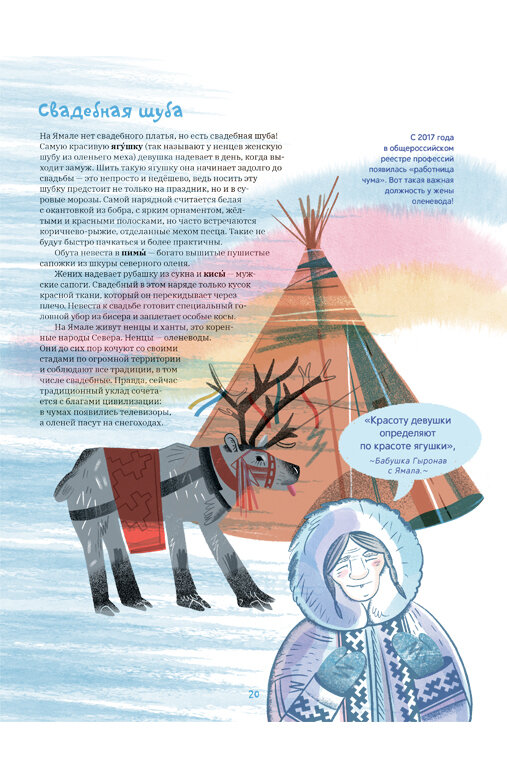 Свадебная шуба
На Ямале нет свадебного платья, но есть свадебная шуба!
Самую красивую ягу́шку (так называют у ненцев женскую
шубу из оленьего меха) девушка надевает в день, когда вы-
ходит замуж. Шить такую ягушку она начинает задолго до
свадьбы — это непросто и недёшево, ведь носить эту
шубку предстоит не только на праздник, но и в су-
ровые морозы. Самой нарядной считается белая
с окантовкой из бобра, с ярким орнаментом, жёл-
тыми и красными полосками, но часто встречаются
коричнево-рыжие, отделанные мехом песца. Такие не
будут быстро пачкаться и более практичны.
Обута невеста в пимы́ — богато вышитые пушистые
сапожки из шкуры северного оленя.
Жених надевает рубашку из сукна и кисы́ — муж-
ские сапоги. Свадебный в этом наряде только кусок
красной ткани, который он перекидывает через
плечо. Невеста к свадьбе готовит специальный го-
ловной убор из бисера и заплетает особые косы.
На Ямале живут ненцы и ханты, это корен-
ные народы Севера. Ненцы — оленеводы.
Они до сих пор кочуют со своими
стадами по огромной территории
и соблюдают все традиции, в том
числе свадебные. Правда, сейчас
традиционный уклад сочета-
ется с благами цивилизации:
в чумах появились телевизоры,
а оленей пасут на снегоходах.
С 2017 года
в общероссийском
реестре профессий
появилась «работница
чума». Вот такая важная
должность у жены
оленевода!
«Красоту девушки
определяют
по красоте ягушки»,
~Бабушка Гыронав
с Ямала.~
20